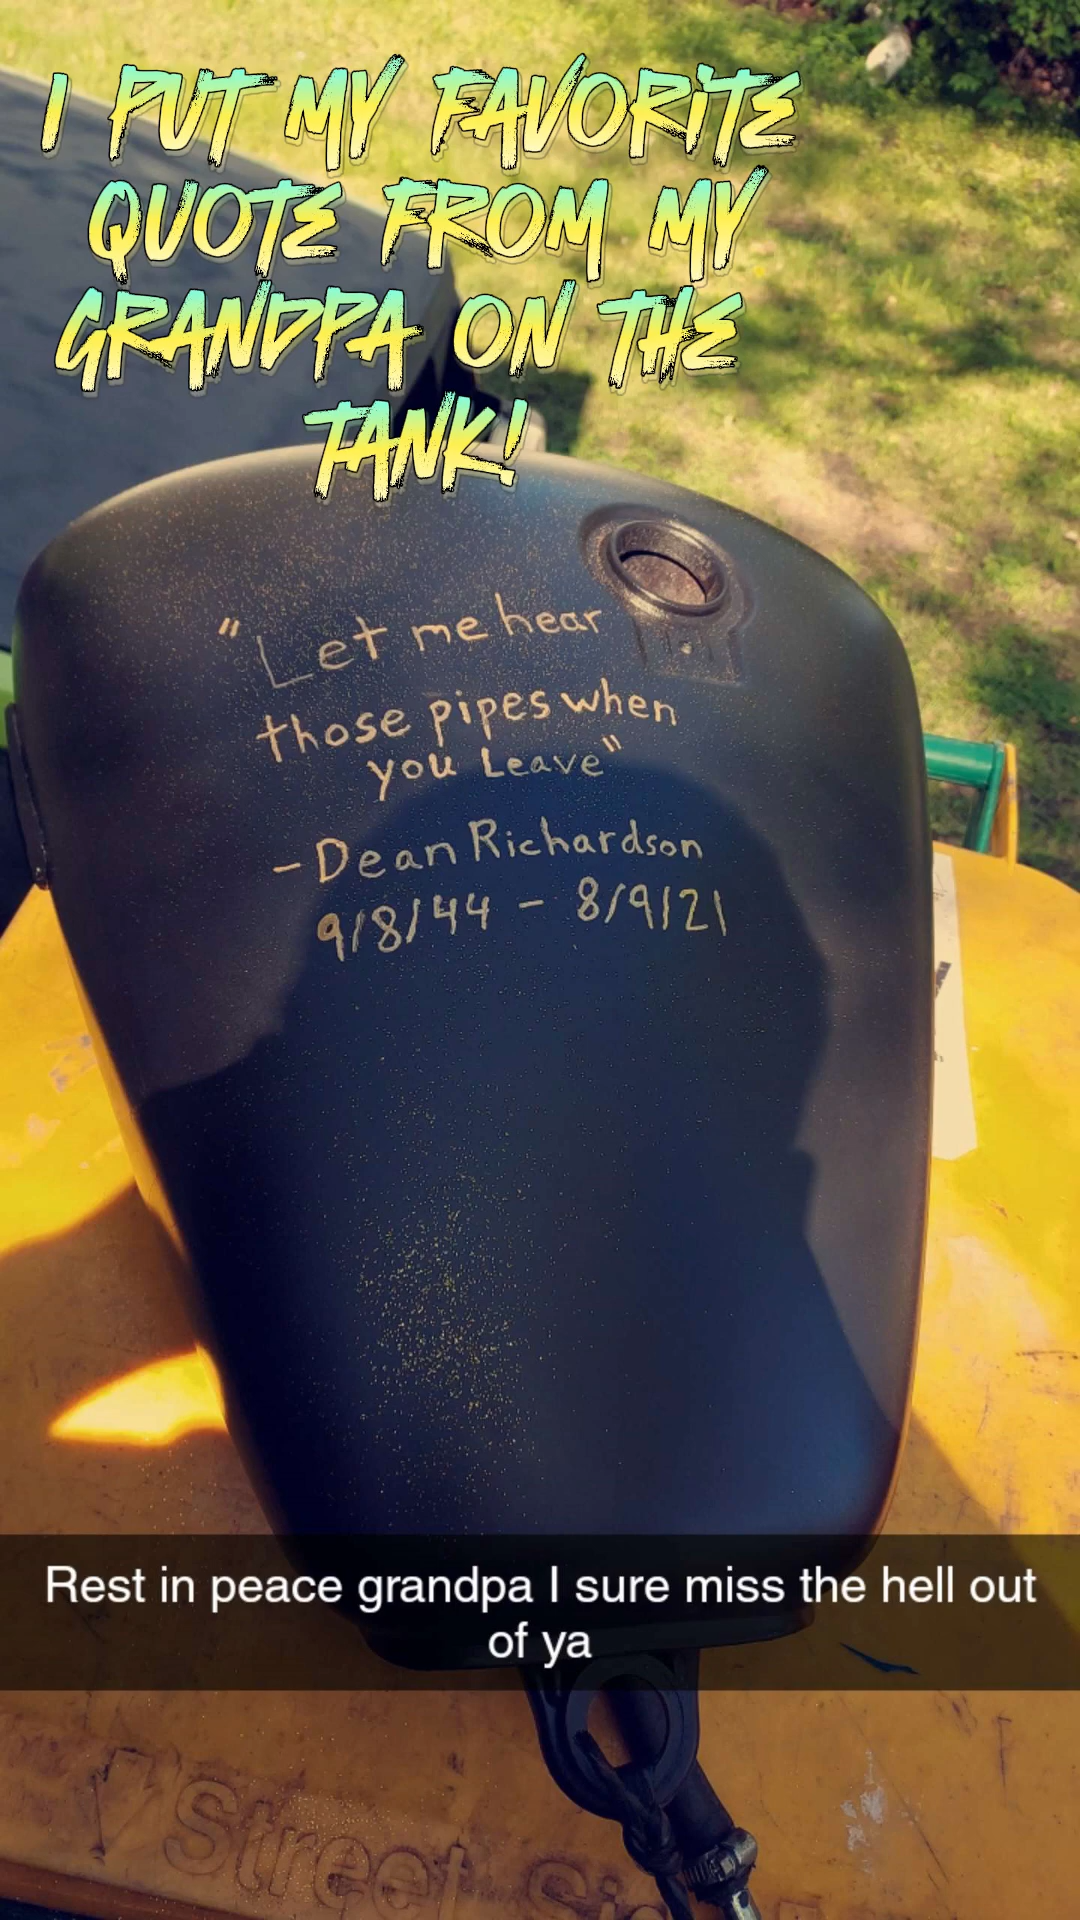 I PUT MY FAVORITE
QUOTE FROM MY
GRANDPA ON THE
TANK!
"Let me hear
those pipes when
you Leave"
- Dean Richardson
9/8/44 - 8/9/21
Rest in peace grandpa I sure miss the hell out
of ya
Street